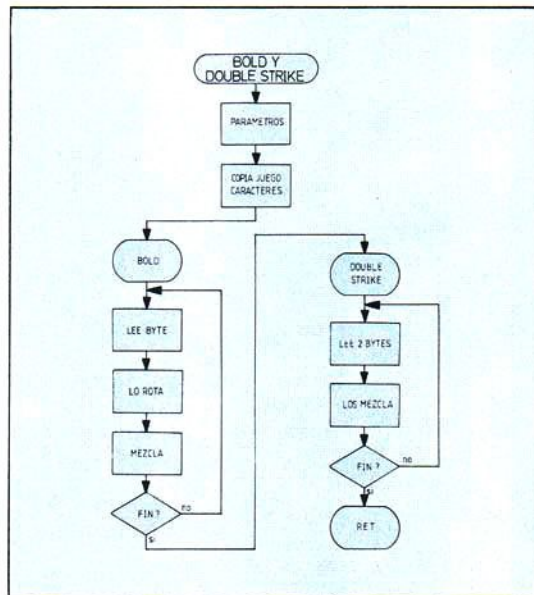 BOLD Y
DOUBLE STRIKE
PARAMETROS
COPIA JUEGO
CARACTERES.
BOLD
LEE BYTE
LO ROTA
MEZCLA
FIN?
no
si
DOUBLE
STRIKE
LEE 2 BYTES
LOS MEZCLA
FIN?
no
si
RET